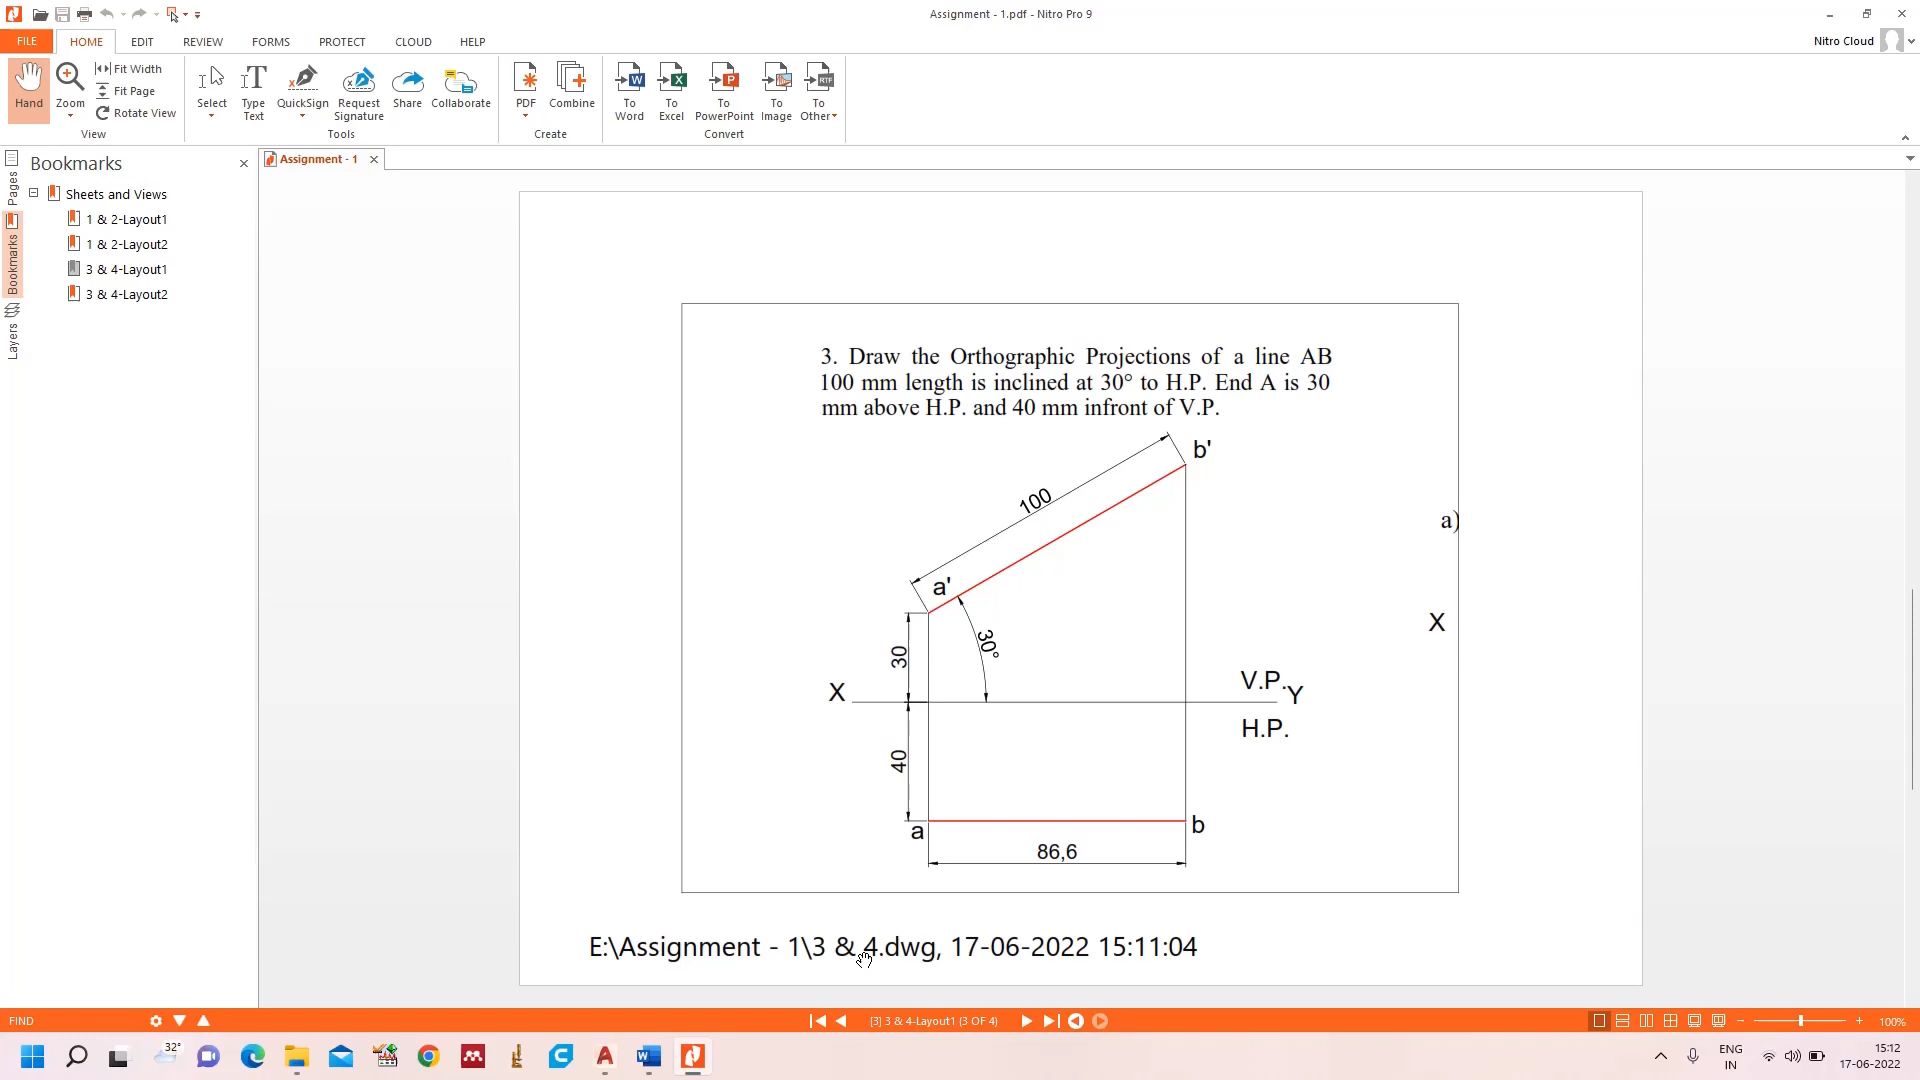 Assignment - 1.pdf - Nitro Pro 9
FILE
HOME
EDIT
REVIEW
FORMS
PROTECT
CLOUD
HELP
Nitro Cloud
Hand
Zoom
Fit Width
Fit Page
Rotate View
View
Select
Type
Text
QuickSign
Request
Signature
Share
Collaborate
Tools
PDF
Combine
Create
To
Word
To
Excel
To
PowerPoint
To
Image
To
Other
Convert
Pages
Bookmarks
Layers
Bookmarks
Sheets and Views
1 & 2-Layout1
1 & 2-Layout2
3 & 4-Layout1
3 & 4-Layout2
Assignment - 1
3. Draw the Orthographic Projections of a line AB
100 mm length is inclined at 30° to H.P. End A is 30
mm above H.P. and 40 mm infront of V.P.
b'
100
a'
30°
30
X
V.P.
Y
H.P.
40
a
b
86,6
a)
X
E:\Assignment - 1\3 & 4.dwg, 17-06-2022 15:11:04
FIND
[3] 3 & 4-Layout1 (3 OF 4)
100%
32°
ENG
IN
15:12
17-06-2022